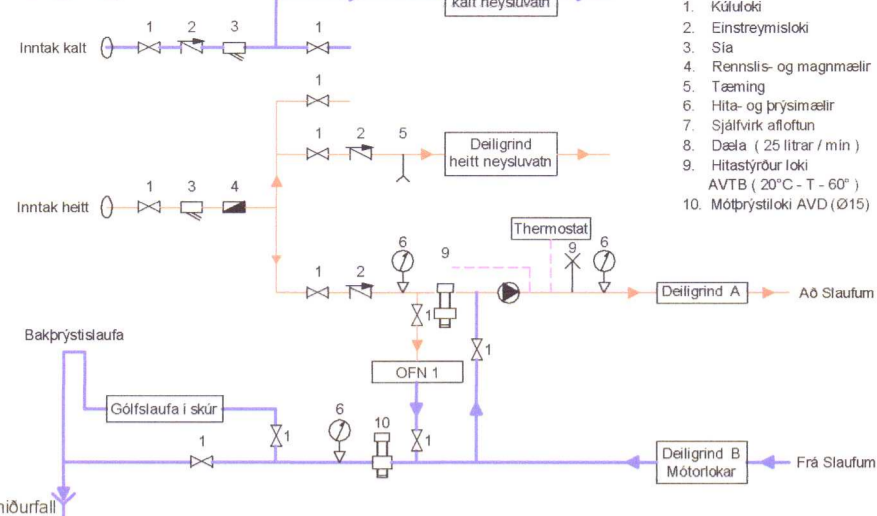 kalt neysluvatn
1. Kúluloki
2. Einstreymisloki
3. Sía
4. Rennslis- og magnmælir
5. Tæming
6. Hita- og þrýsimælir
7. Sjálfvirk afloftun
8. Dæla ( 25 lítrar / mín )
9. Hitastýrður loki
AVTB ( 20°C - T - 60° )
10. Mótþrýstiloki AVD (Ø15)
1 2 3 1
Inntak kalt
1
1 2 5
Deiligrind
heitt neysluvatn
1 3 4
Inntak heitt
Thermostat
1 2 6 9 9 6
Deiligrind A
Að Slaufum
1
Bakþrýstislaufa
1
OFN 1
Gólfslaufa í skúr
6 10
1 1 1
Deiligrind B
Mótorlokar
Frá Slaufum
niðurfall